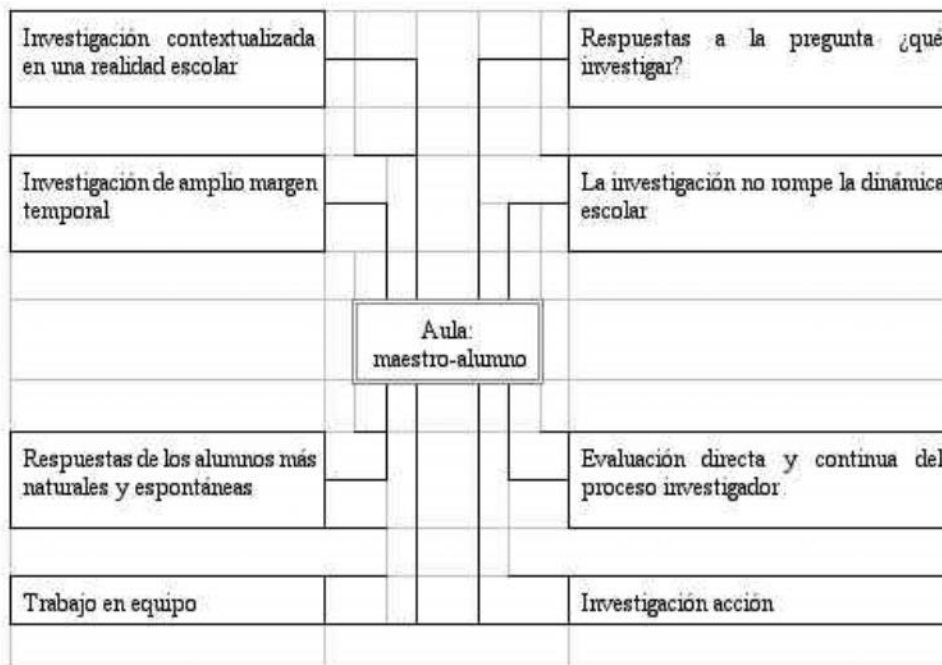 Investigación contextualizada
en una realidad escolar
Respuestas a la pregunta ¿qué
investigar?
Investigación de amplio margen
temporal
La investigación no rompe la dinámica
escolar
Aula:
maestro-alumno
Respuestas de los alumnos más
naturales y espontáneas
Evaluación directa y continua del
proceso investigador
Trabajo en equipo
Investigación acción